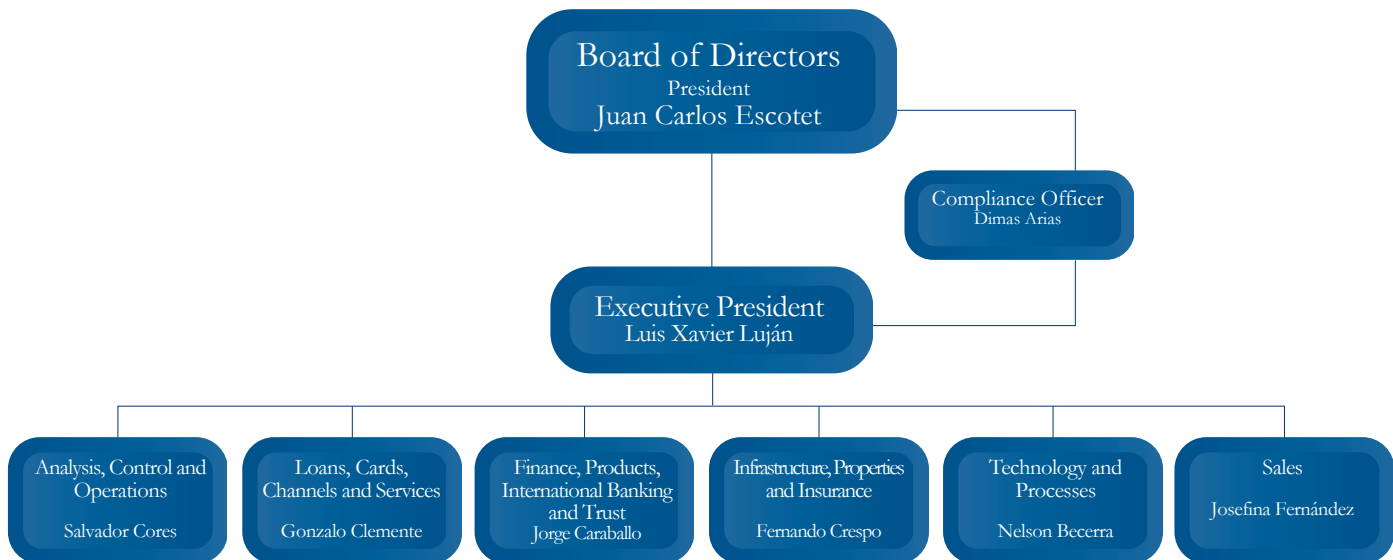 Board of Directors
President
Juan Carlos Escotet
Compliance Officer
Dimas Arias
Executive President
Luis Xavier Luján
Analysis, Control and
Operations
Salvador Cores
Loans, Cards,
Channels and Services
Gonzalo Clemente
Finance, Products,
International Banking
and Trust
Jorge Caraballo
Infrastructure, Properties
and Insurance
Fernando Crespo
Technology and
Processes
Nelson Becerra
Sales
Josefina Fernández